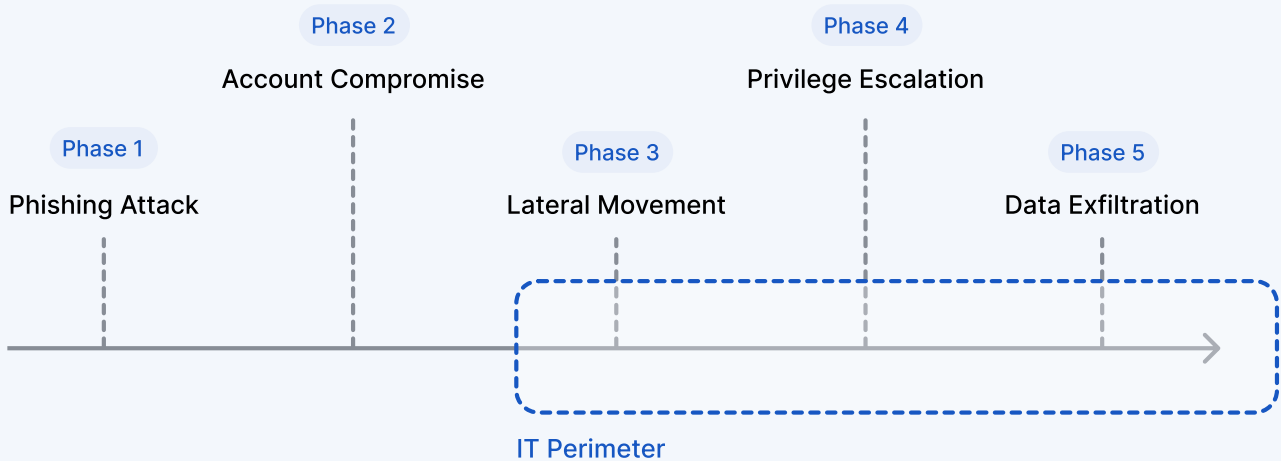 Phase 1
Phishing Attack
Phase 2
Account Compromise
Phase 3
Lateral Movement
Phase 4
Privilege Escalation
Phase 5
Data Exfiltration
IT Perimeter